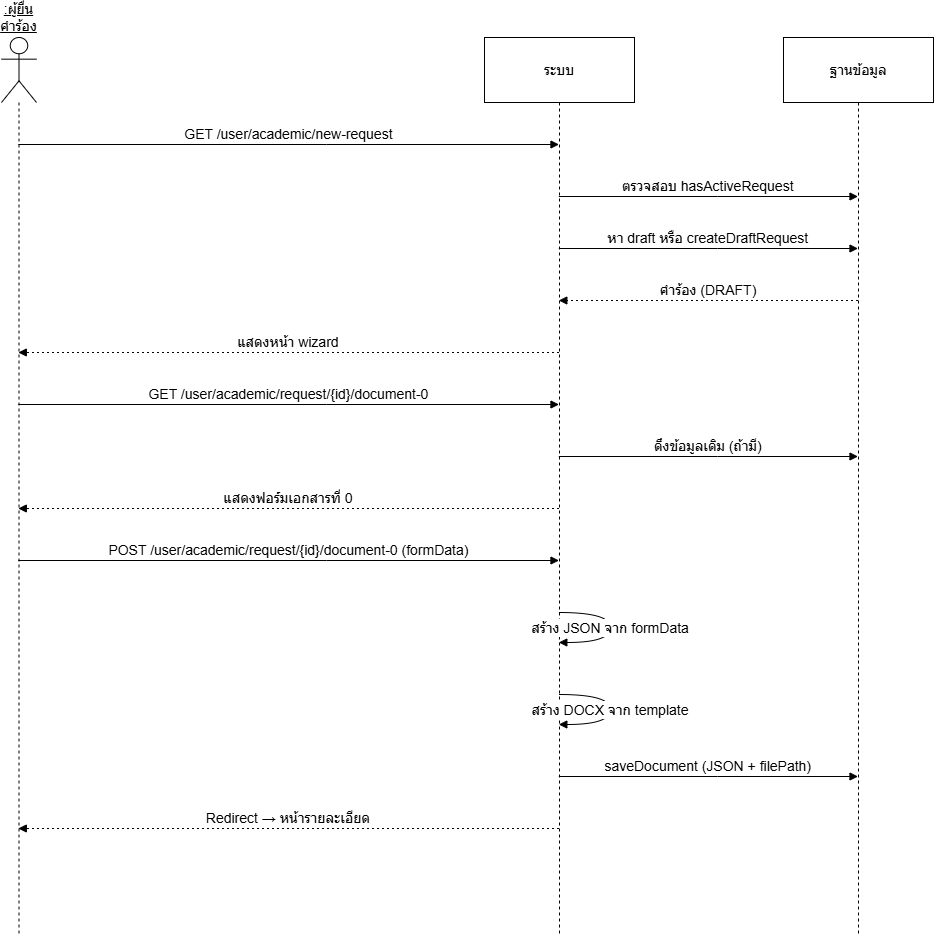 :ผู้ยื่น
คำร้อง
ระบบ
ฐานข้อมูล
GET /user/academic/new-request
ตรวจสอบ hasActiveRequest
หา draft หรือ createDraftRequest
คำร้อง (DRAFT)
แสดงหน้า wizard
GET /user/academic/request/{id}/document-0
ดึงข้อมูลเดิม (ถ้ามี)
แสดงฟอร์มเอกสารที่ 0
POST /user/academic/request/{id}/document-0 (formData)
สร้าง JSON จาก formData
สร้าง DOCX จาก template
saveDocument (JSON + filePath)
Redirect → หน้ารายละเอียด